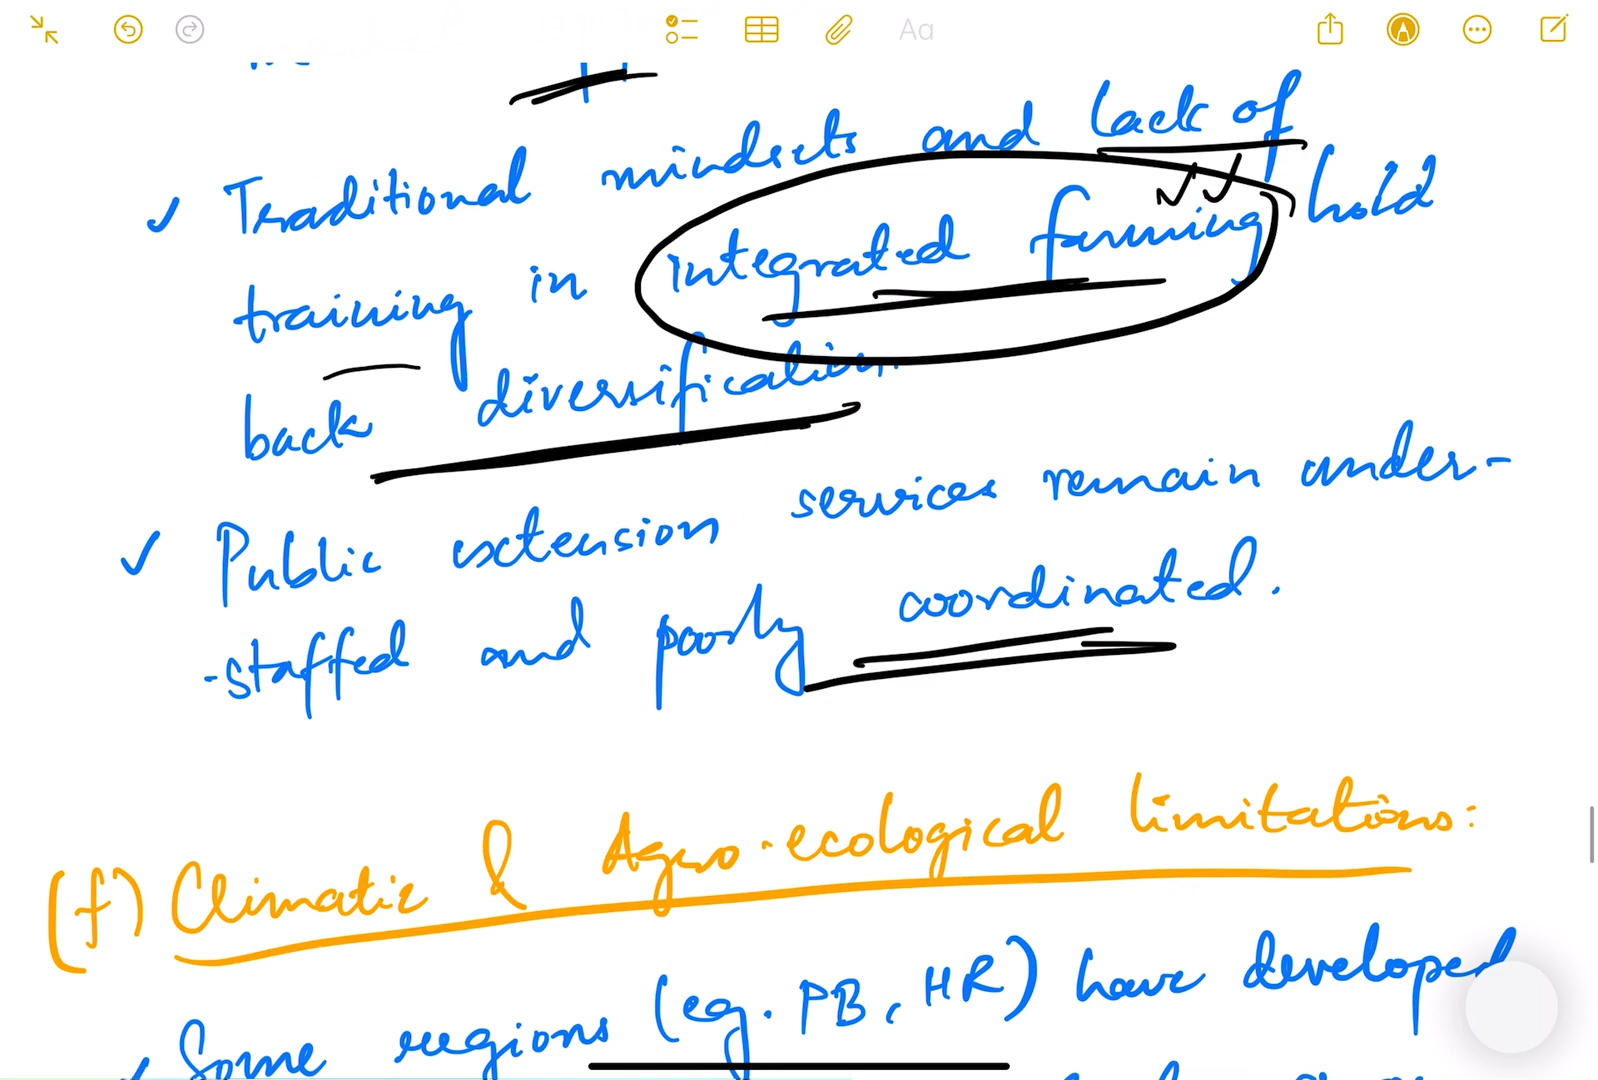 Aa
✓ Traditional mindsets and lack of
training in integrated farming hold
back diversification.
✓ Public extension services remain under-
-staffed and poorly coordinated.
(f) Climatic & Agro-ecological limitations:
✓ Some regions (eg. PB, HR) have developed